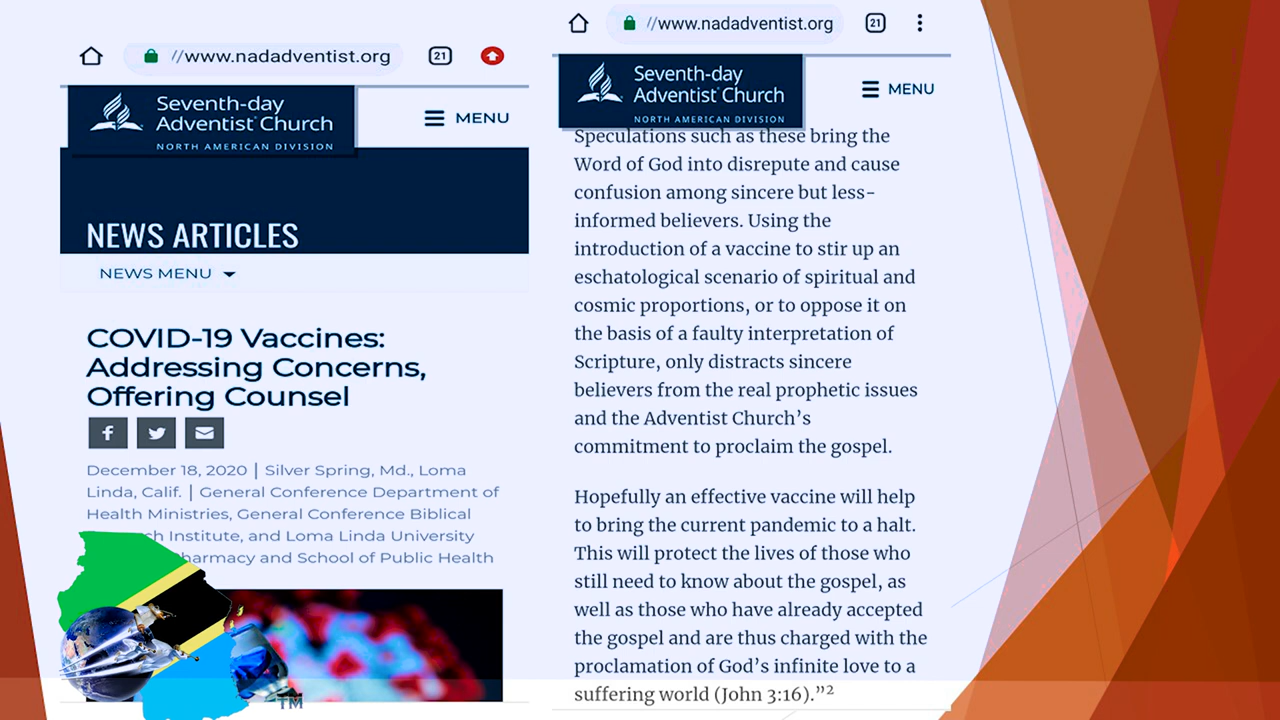 //www.nadadventist.org
21
Seventh-day
Adventist Church
NORTH AMERICAN DIVISION
MENU
NEWS ARTICLES
NEWS MENU
COVID-19 Vaccines:
Addressing Concerns,
Offering Counsel
December 18, 2020 | Silver Spring, Md., Loma
Linda, Calif. | General Conference Department of
Health Ministries, General Conference Biblical
Institute, and Loma Linda University
Pharmacy and School of Public Health
TM
//www.nadadventist.org
21
Seventh-day
Adventist Church
NORTH AMERICAN DIVISION
MENU
Speculations such as these bring the
Word of God into disrepute and cause
confusion among sincere but less-
informed believers. Using the
introduction of a vaccine to stir up an
eschatological scenario of spiritual and
cosmic proportions, or to oppose it on
the basis of a faulty interpretation of
Scripture, only distracts sincere
believers from the real prophetic issues
and the Adventist Church’s
commitment to proclaim the gospel.
Hopefully an effective vaccine will help
to bring the current pandemic to a halt.
This will protect the lives of those who
still need to know about the gospel, as
well as those who have already accepted
the gospel and are thus charged with the
proclamation of God’s infinite love to a
suffering world (John 3:16).”²